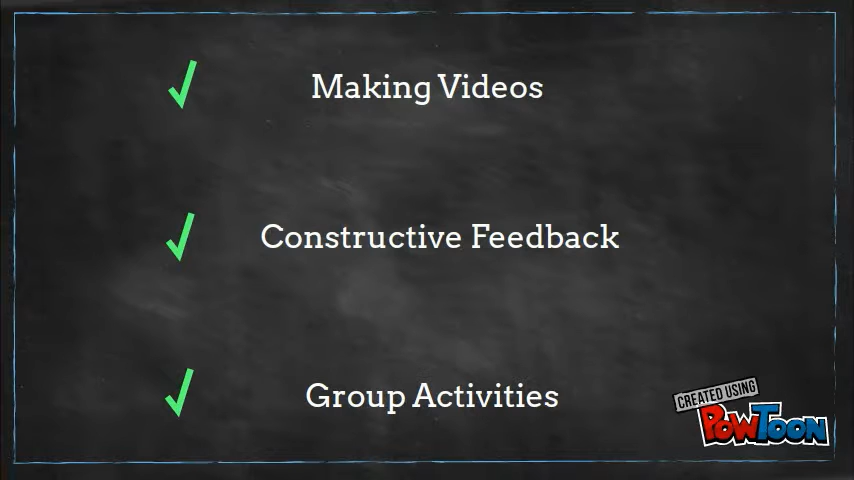 Making Videos
Constructive Feedback
Group Activities
CREATED USING
POWTOON